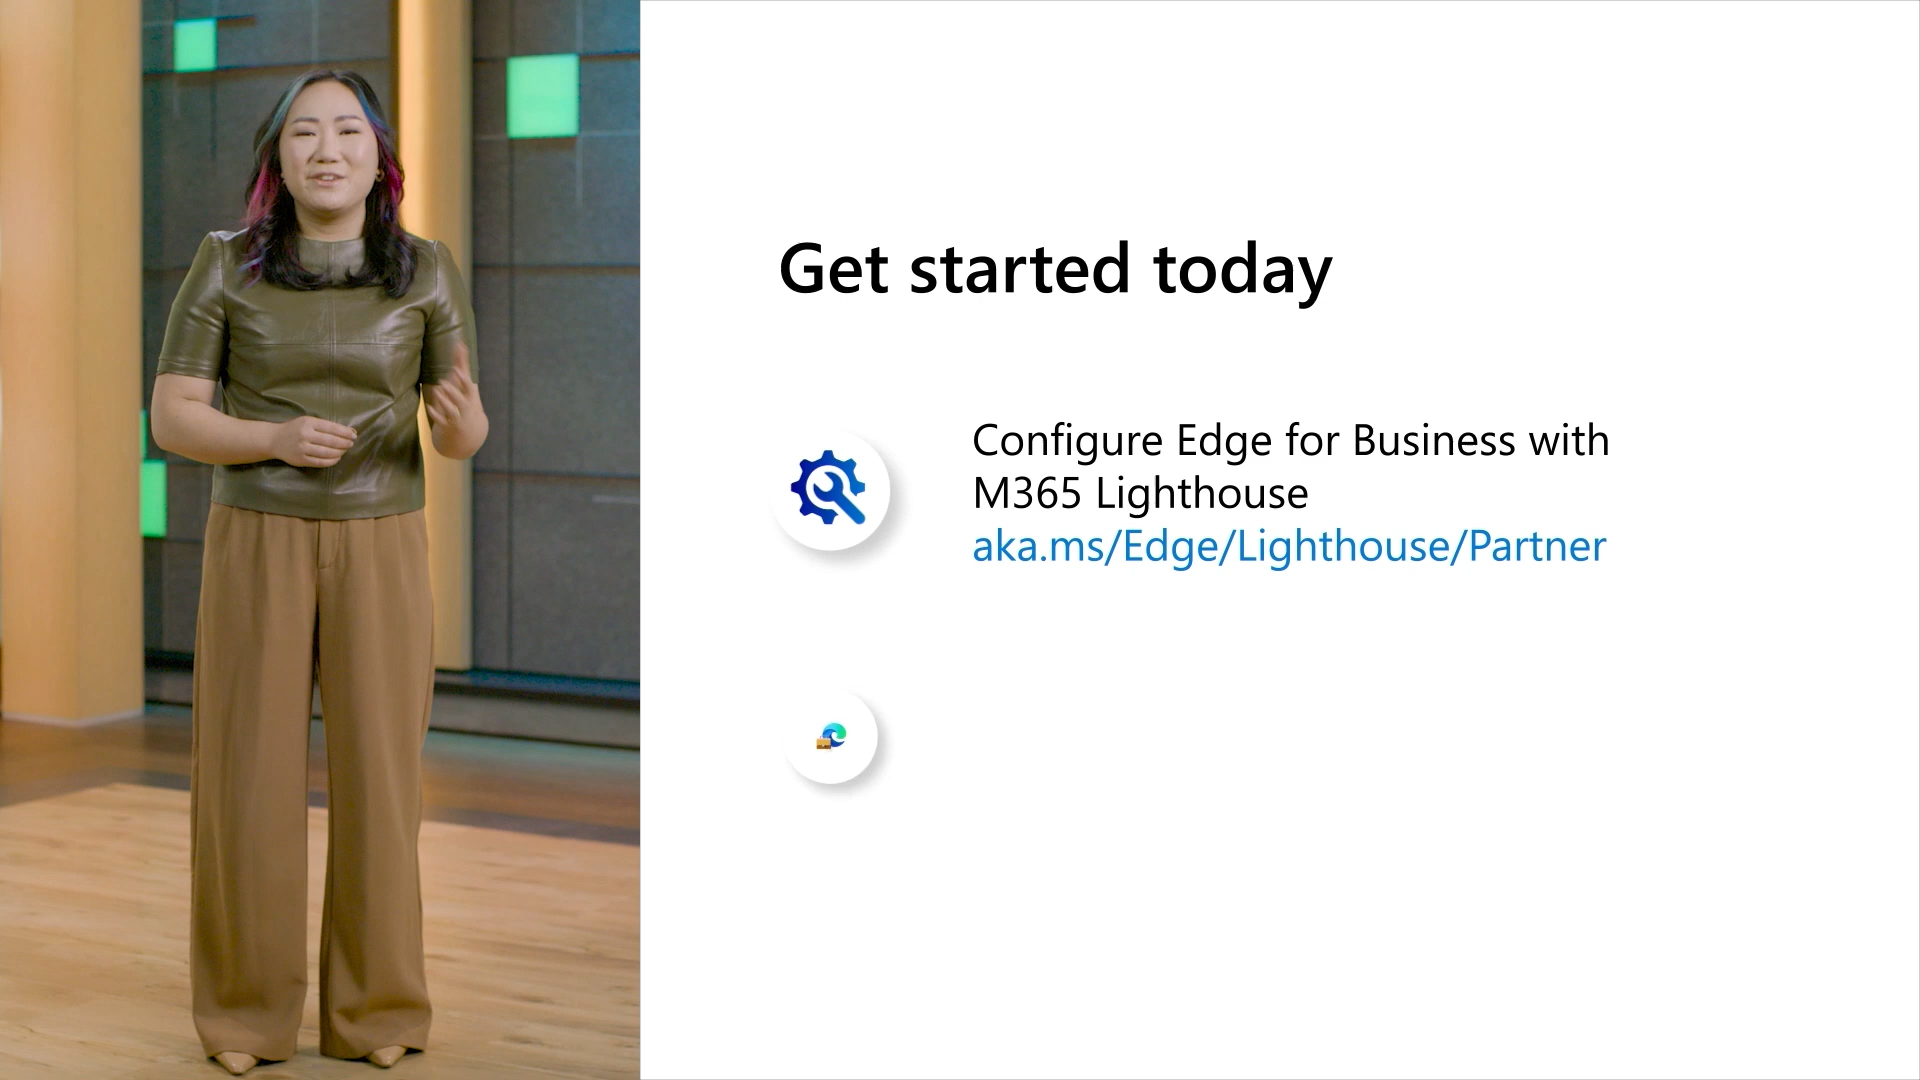 Get started today
Configure Edge for Business with
M365 Lighthouse
aka.ms/Edge/Lighthouse/Partner